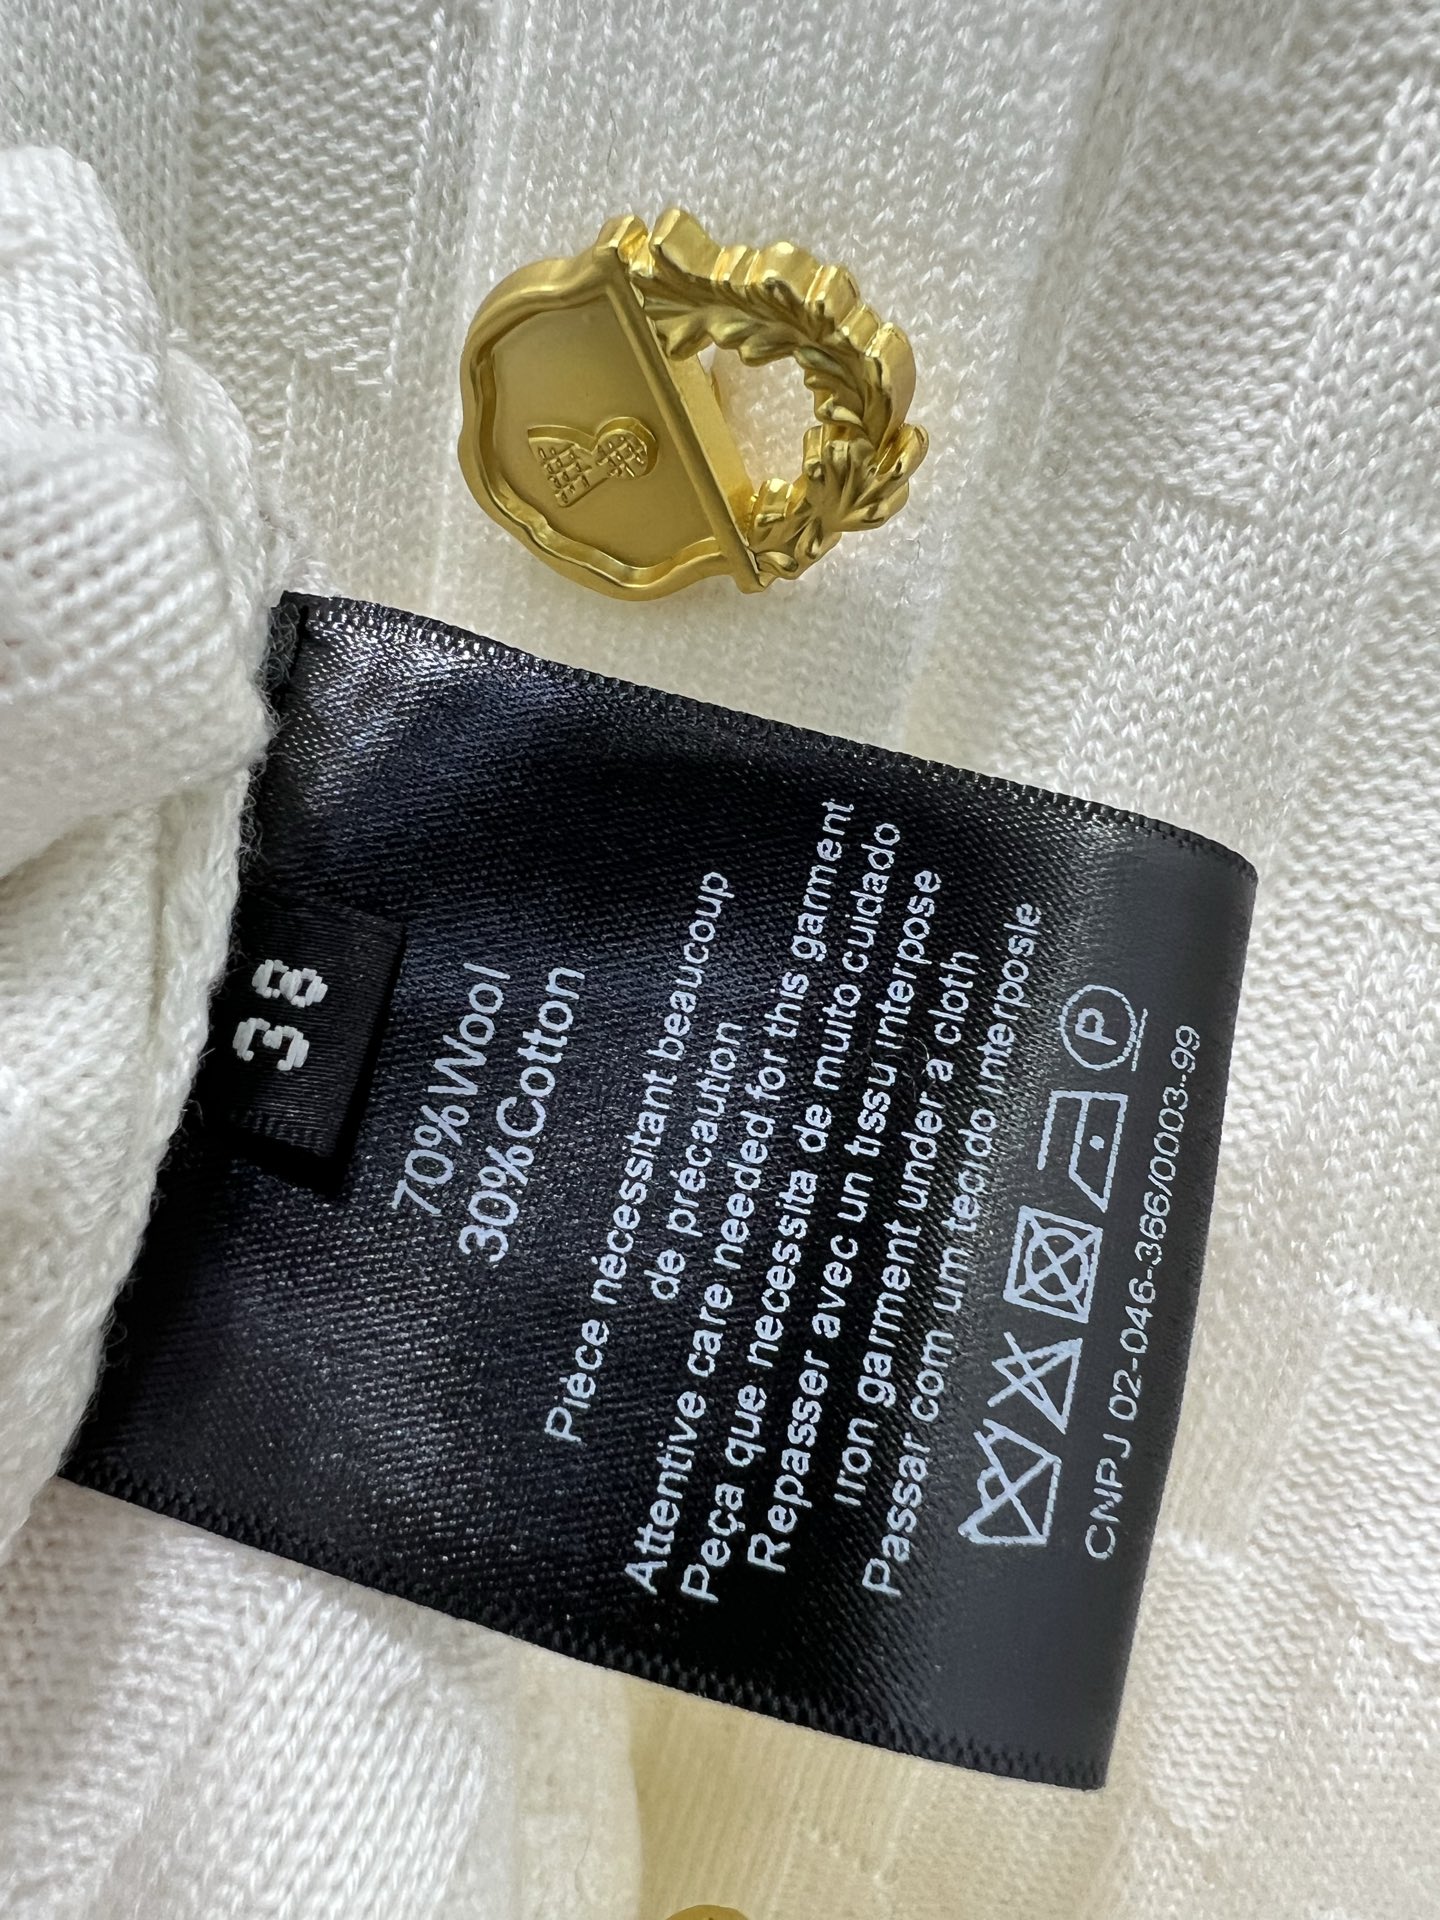 38
70%Wool
30%Cotton
Pièce nécessitant beaucoup
de précaution
Attentive care needed for this garment
Peça que necessita de muito cuidado
Repasser avec un tissu interpose
Iron garment under a cloth
Passar com um tecido interposle
P
CNPJ 02-046-366/0003-99